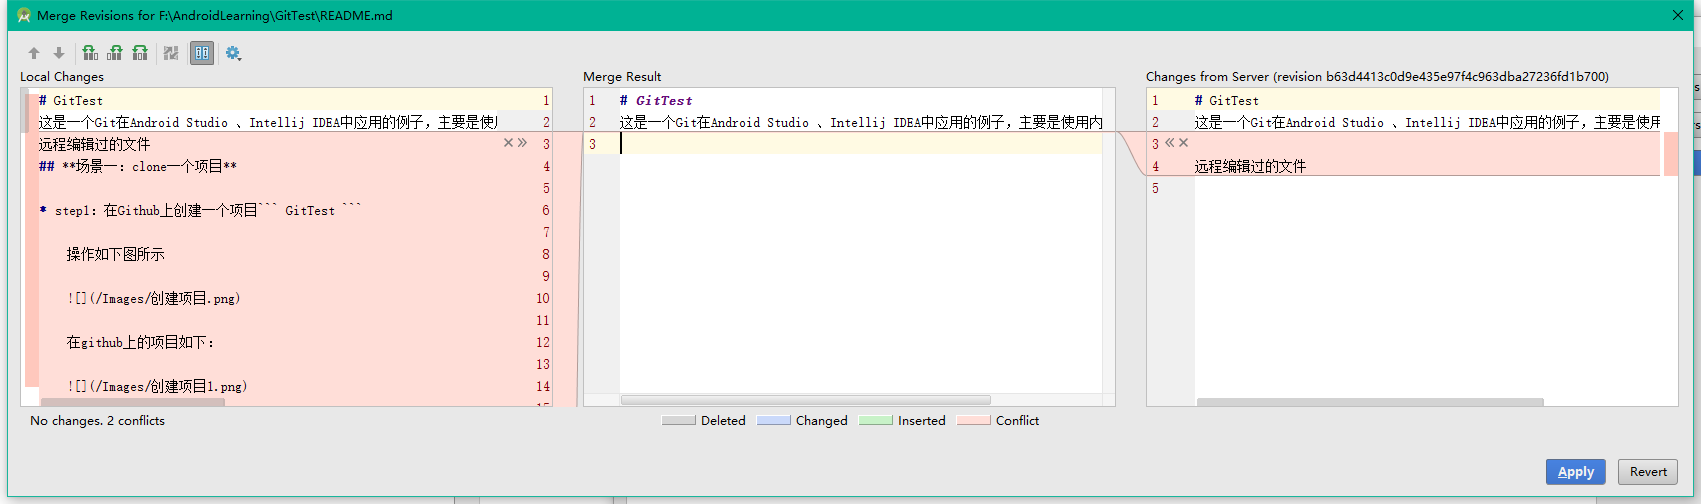 Merge Revisions for F:\AndroidLearning\GitTest\README.md
Local Changes
# GitTest 1
这是一个Git在Android Studio 、Intellij IDEA中应用的例子，主要是使用 2
远程编辑过的文件 3
## **场景一：clone一个项目** 4
5
* step1：在Github上创建一个项目``` GitTest ``` 6
7
操作如下图所示 8
9
![](/Images/创建项目.png) 10
11
在github上的项目如下： 12
13
![](/Images/创建项目1.png) 14
Merge Result
1 # GitTest
2 这是一个Git在Android Studio 、Intellij IDEA中应用的例子，主要是使用内
3
Changes from Server (revision b63d4413c0d9e435e97f4c963dba27236fd1b700)
1 # GitTest
2 这是一个Git在Android Studio 、Intellij IDEA中应用的例子，主要是使用
3
4 远程编辑过的文件
5
No changes. 2 conflicts
Deleted Changed Inserted Conflict
Apply Revert